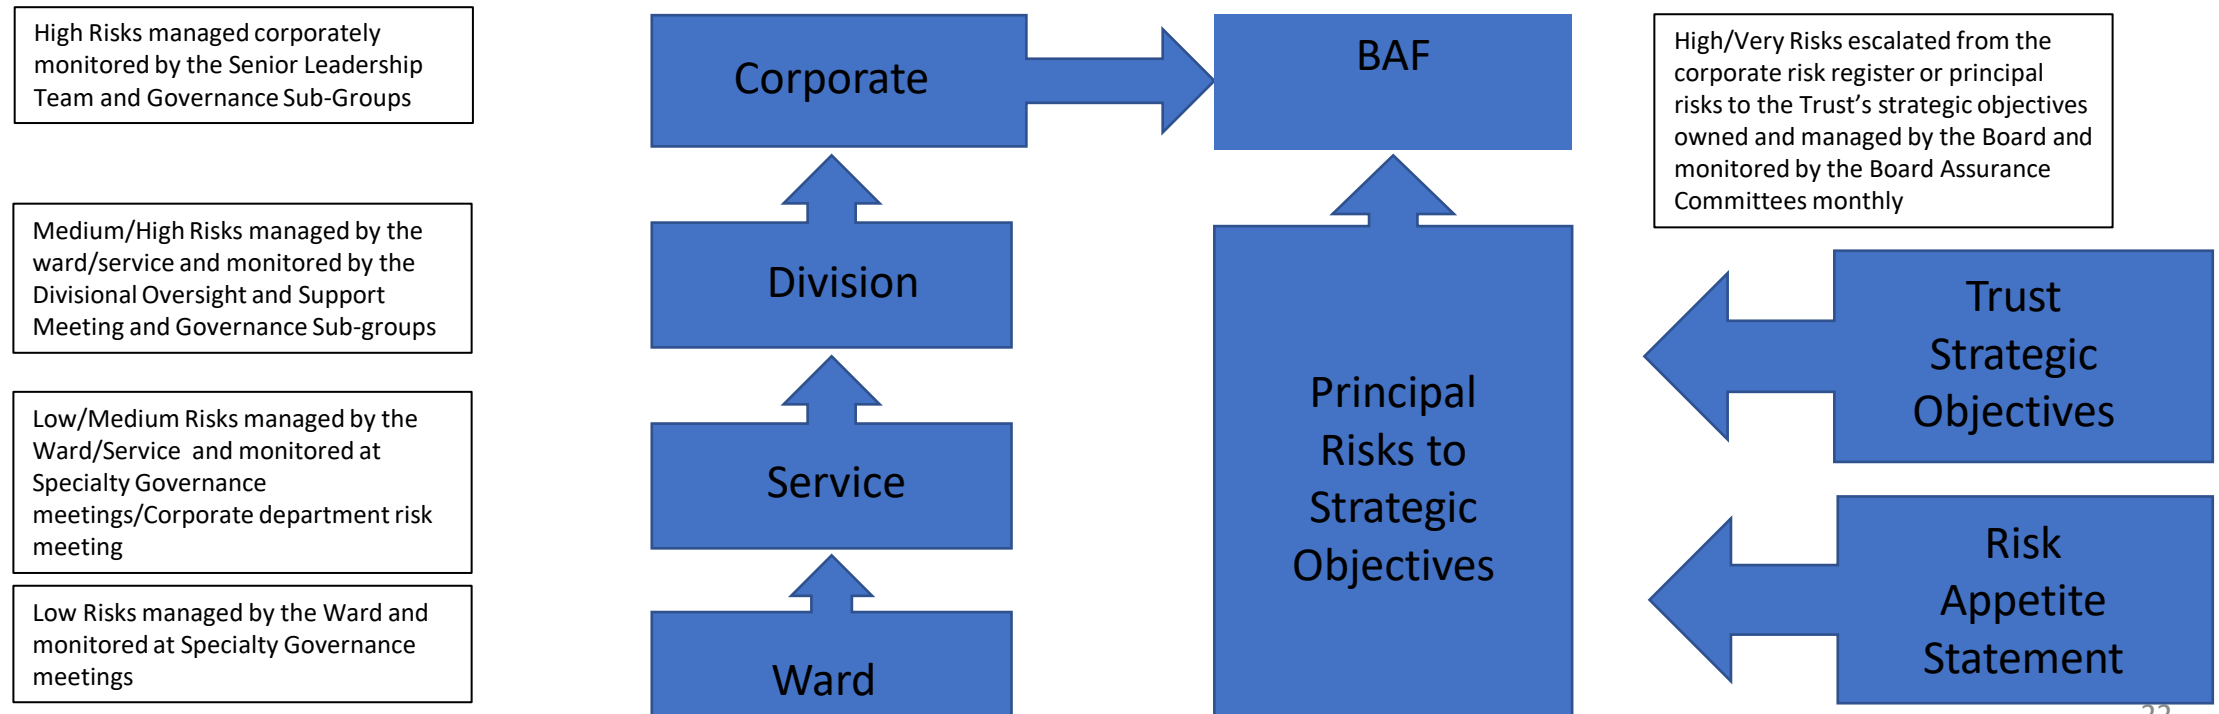 High Risks managed corporately
monitored by the Senior Leadership
Team and Governance Sub-Groups
Medium/High Risks managed by the
ward/service and monitored by the
Divisional Oversight and Support
Meeting and Governance Sub-groups
Low/Medium Risks managed by the
Ward/Service and monitored at
Specialty Governance
meetings/Corporate department risk
meeting
Low Risks managed by the Ward and
monitored at Specialty Governance
meetings
Corporate
Division
Service
Ward
BAF
Principal
Risks to
Strategic
Objectives
High/Very Risks escalated from the
corporate risk register or principal
risks to the Trust’s strategic objectives
owned and managed by the Board and
monitored by the Board Assurance
Committees monthly
Trust
Strategic
Objectives
Risk
Appetite
Statement